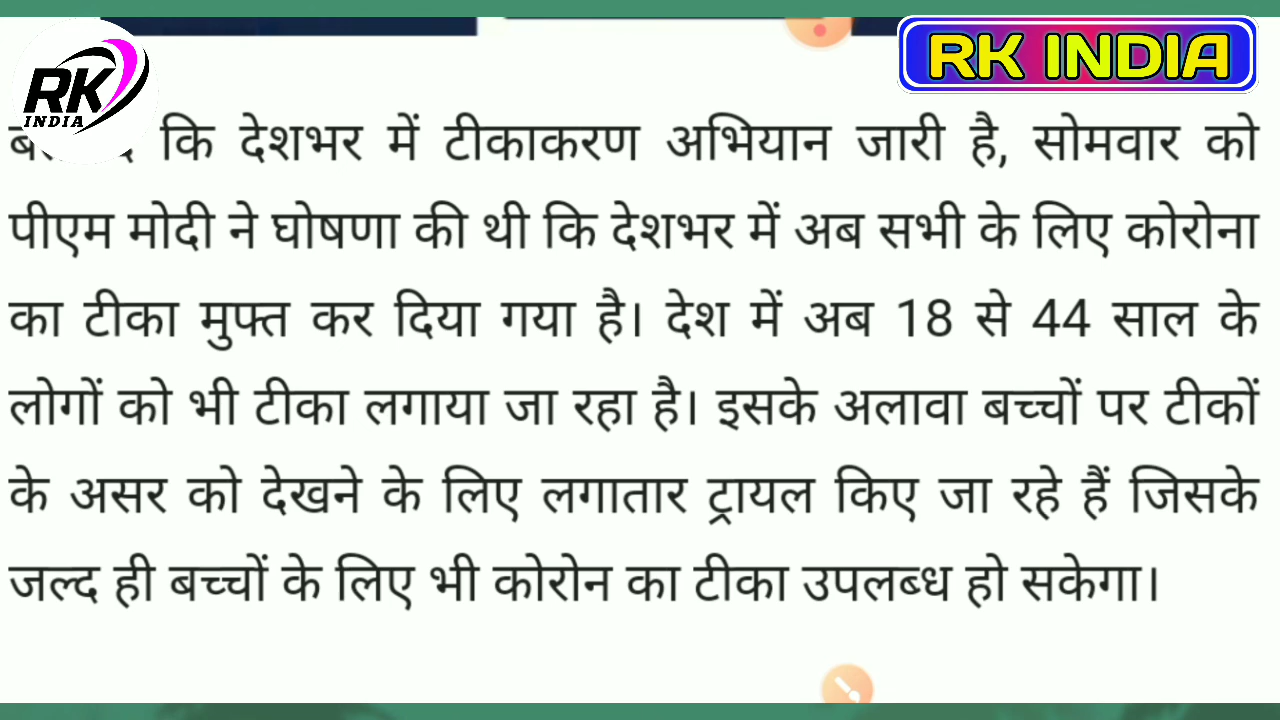 RK INDIA
RK
INDIA
कि देशभर में टीकाकरण अभियान जारी है, सोमवार को
पीएम मोदी ने घोषणा की थी कि देशभर में अब सभी के लिए कोरोना
का टीका मुफ्त कर दिया गया है। देश में अब 18 से 44 साल के
लोगों को भी टीका लगाया जा रहा है। इसके अलावा बच्चों पर टीकों
के असर को देखने के लिए लगातार ट्रायल किए जा रहे हैं जिसके
जल्द ही बच्चों के लिए भी कोरोन का टीका उपलब्ध हो सकेगा।